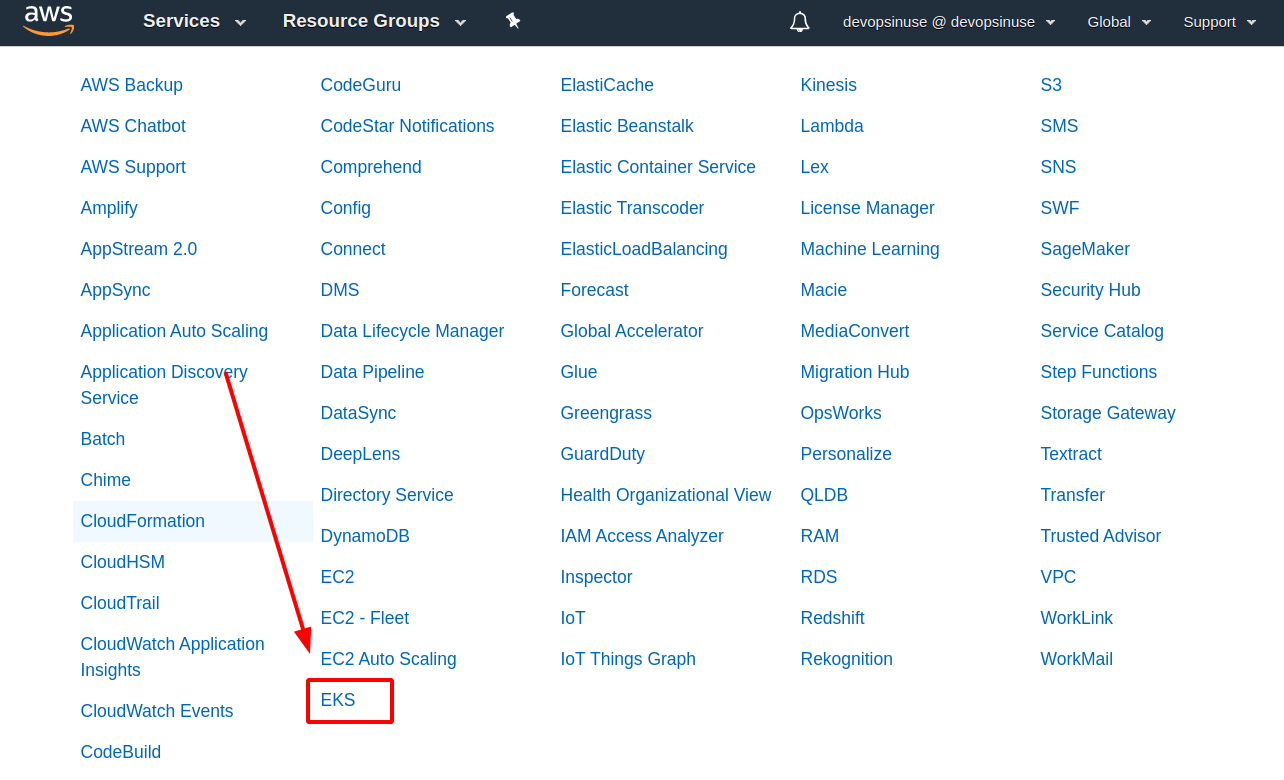 aws
Services
Resource Groups
devopsinuse @ devopsinuse
Global
Support
AWS Backup
AWS Chatbot
AWS Support
Amplify
AppStream 2.0
AppSync
Application Auto Scaling
Application Discovery
Service
Batch
Chime
CloudFormation
CloudHSM
CloudTrail
CloudWatch Application
Insights
CloudWatch Events
CodeBuild
CodeGuru
CodeStar Notifications
Comprehend
Config
Connect
DMS
Data Lifecycle Manager
Data Pipeline
DataSync
DeepLens
Directory Service
DynamoDB
EC2
EC2 - Fleet
EC2 Auto Scaling
EKS
ElastiCache
Elastic Beanstalk
Elastic Container Service
Elastic Transcoder
ElasticLoadBalancing
Forecast
Global Accelerator
Glue
Greengrass
GuardDuty
Health Organizational View
IAM Access Analyzer
Inspector
IoT
IoT Things Graph
Kinesis
Lambda
Lex
License Manager
Machine Learning
Macie
MediaConvert
Migration Hub
OpsWorks
Personalize
QLDB
RAM
RDS
Redshift
Rekognition
S3
SMS
SNS
SWF
SageMaker
Security Hub
Service Catalog
Step Functions
Storage Gateway
Textract
Transfer
Trusted Advisor
VPC
WorkLink
WorkMail